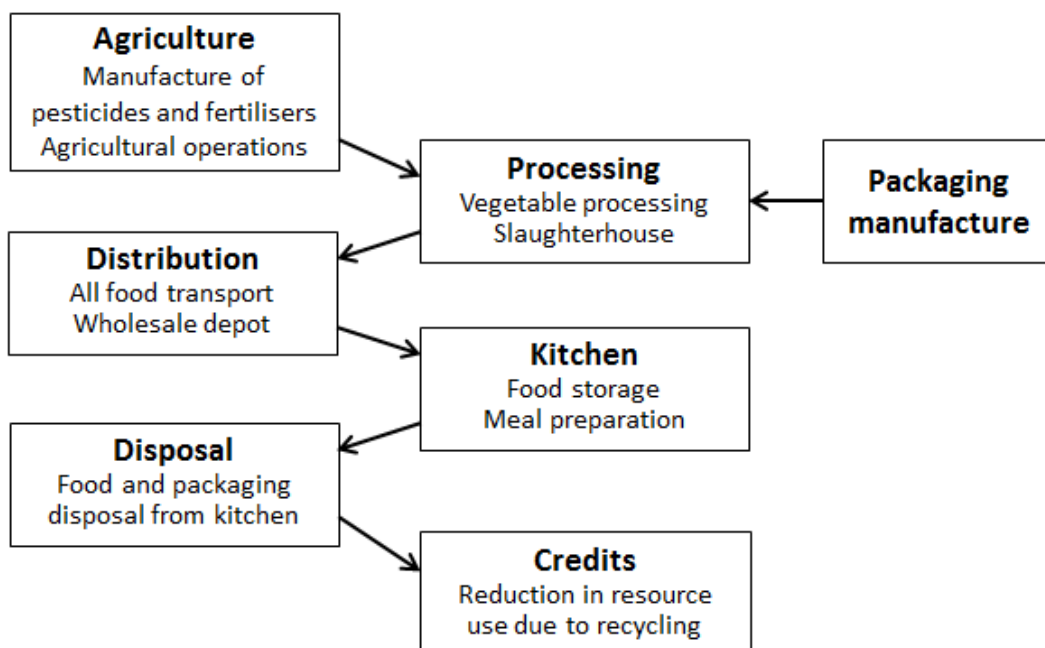 Agriculture
Manufacture of
pesticides and fertilisers
Agricultural operations
Processing
Vegetable processing
Slaughterhouse
Packaging
manufacture
Distribution
All food transport
Wholesale depot
Kitchen
Food storage
Meal preparation
Disposal
Food and packaging
disposal from kitchen
Credits
Reduction in resource
use due to recycling